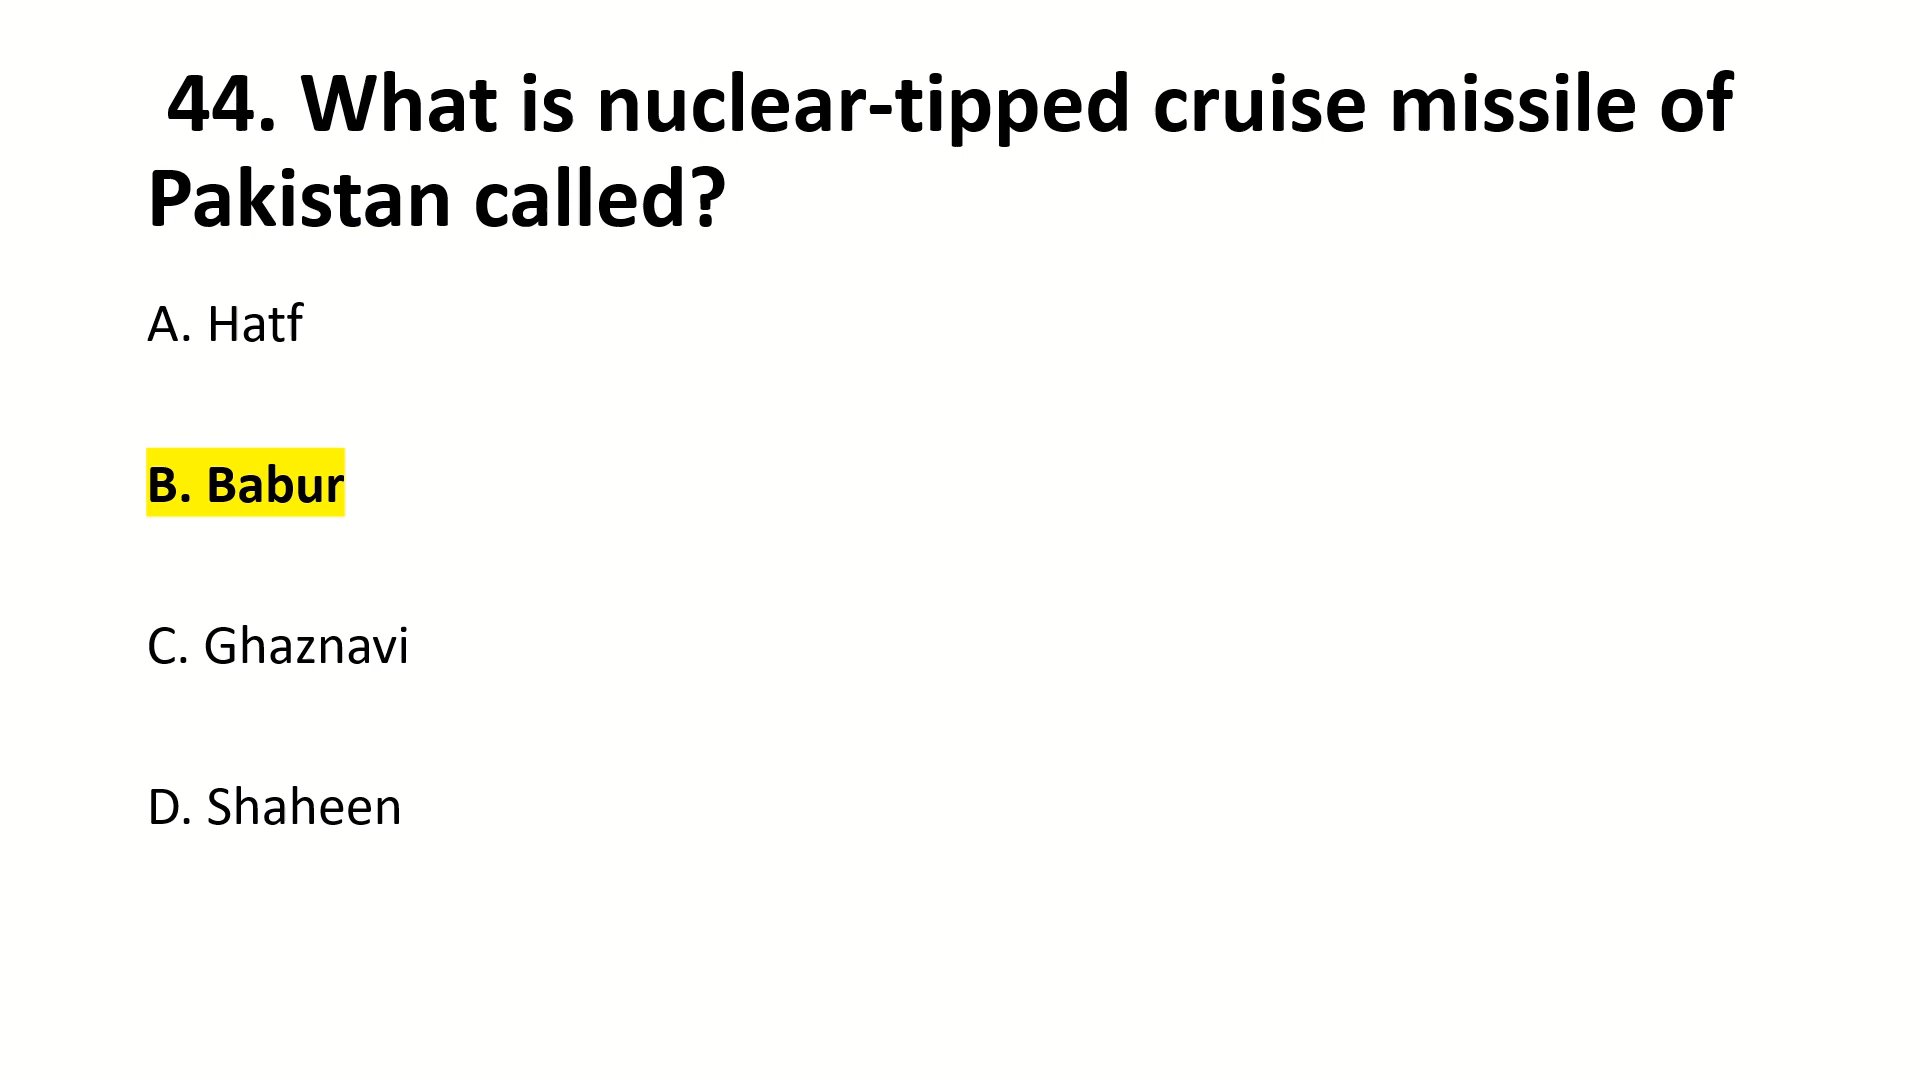 44. What is nuclear-tipped cruise missile of
Pakistan called?
A. Hatf
B. Babur
C. Ghaznavi
D. Shaheen